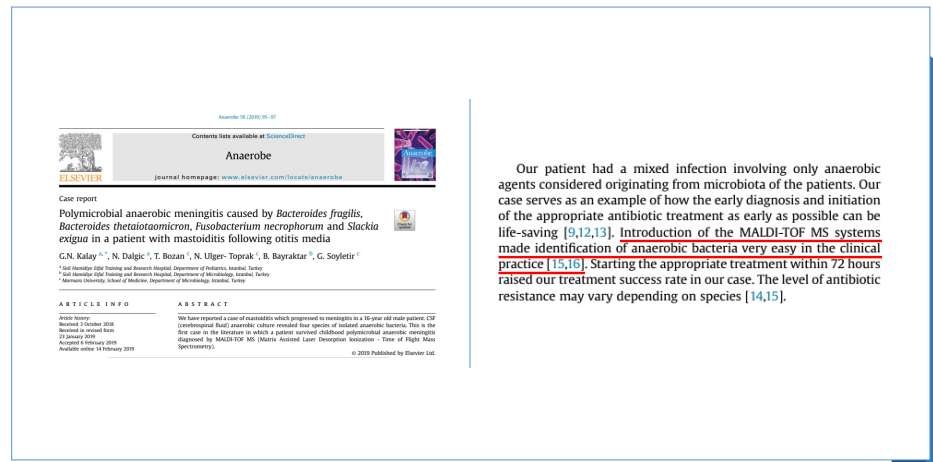 Anaerobe 56 (2019) 95-97
Contents lists available at ScienceDirect
Anaerobe
journal homepage: www.elsevier.com/locate/anaerobe
ELSEVIER
Anaerobe
Case report
Polymicrobial anaerobic meningitis caused by Bacteroides fragilis,
Bacteroides thetaiotaomicron, Fusobacterium necrophorum and Slackia
exigua in a patient with mastoiditis following otitis media
Check for
updates
G.N. Kalay a, *, N. Dalgic a, T. Bozan c, N. Ulger- Toprak c, B. Bayraktar b, G. Soyletir c
a Sisli Hamidiye Etfal Training and Research Hospital, Department of Pediatrics, Istanbul, Turkey
b Sisli Hamidiye Etfal Training and Research Hospital, Department of Microbiology, Istanbul, Turkey
c Marmara University, School of Medicine, Department of Microbiology, Istanbul, Turkey
ARTICLE INFO
Article history:
Received 3 October 2018
Received in revised form
23 January 2019
Accepted 6 February 2019
Available online 14 February 2019
ABSTRACT
We have reported a case of mastoiditis which progressed to meningitis in a 16-year old male patient. CSF
(cerebrospinal fluid) anaerobic culture revealed four species of isolated anaerobic bacteria. This is the
first case in the literature in which a patient survived childhood polymicrobial anaerobic meningitis
diagnosed by MALDI-TOF MS (Matrix Assisted Laser Desorption Ionization - Time of Flight Mass
Spectrometry).
© 2019 Published by Elsevier Ltd.
Our patient had a mixed infection involving only anaerobic
agents considered originating from microbiota of the patients. Our
case serves as an example of how the early diagnosis and initiation
of the appropriate antibiotic treatment as early as possible can be
life-saving [9,12,13]. Introduction of the MALDI-TOF MS systems
made identification of anaerobic bacteria very easy in the clinical
practice [15,16]. Starting the appropriate treatment within 72 hours
raised our treatment success rate in our case. The level of antibiotic
resistance may vary depending on species [14,15].